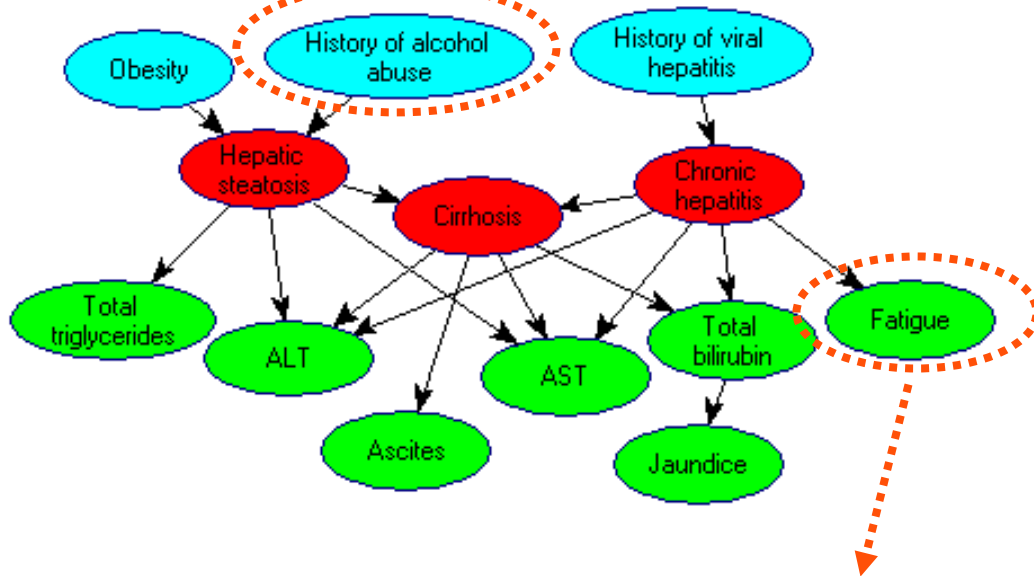 Obesity
History of alcohol
abuse
History of viral
hepatitis
Hepatic
steatosis
Cirrhosis
Chronic
hepatitis
Total
triglycerides
ALT
AST
Total
bilirubin
Fatigue
Ascites
Jaundice